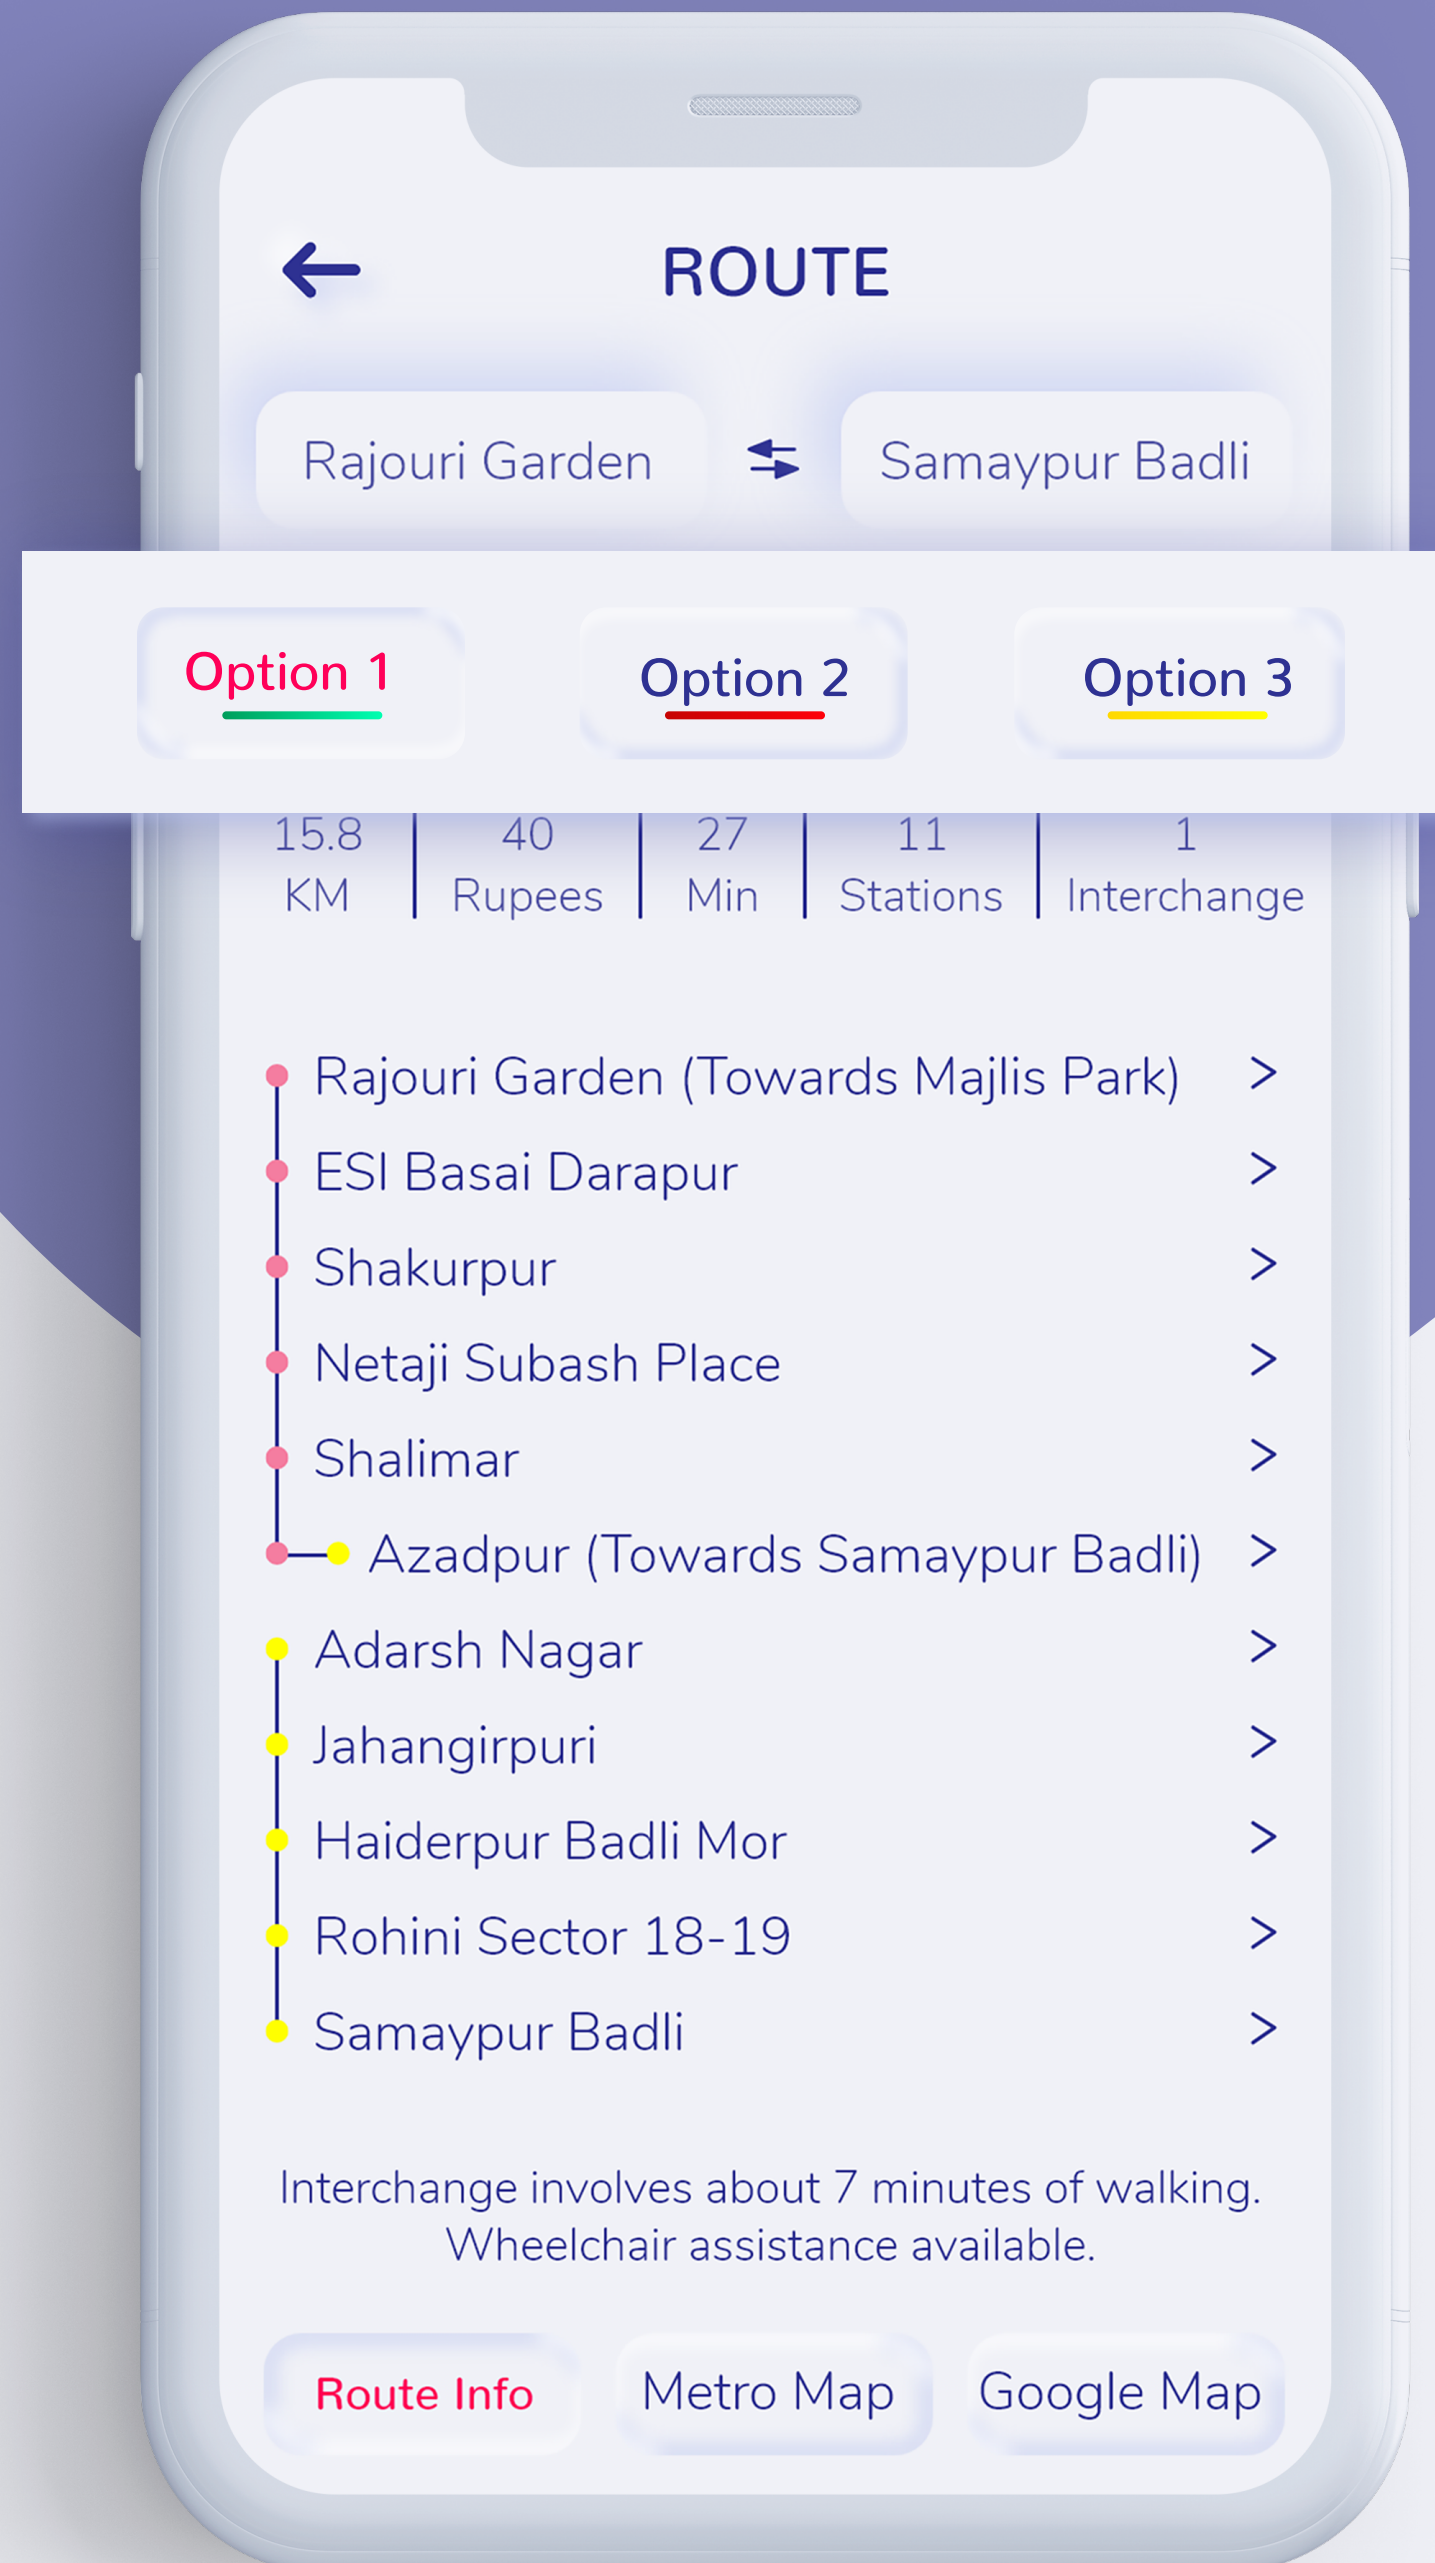 ROUTE
Rajouri Garden
Samaypur Badli
Option 1
Option 2
Option 3
15.8
40
27
11
1
KM
Rupees
Min
Stations
Interchange
Rajouri Garden (Towards Majlis Park) >
ESI Basai Darapur >
Shakurpur >
Netaji Subash Place >
Shalimar >
Azadpur (Towards Samaypur Badli) >
Adarsh Nagar >
Jahangirpuri >
Haiderpur Badli Mor >
Rohini Sector 18-19 >
Samaypur Badli >
Interchange involves about 7 minutes of walking.
Wheelchair assistance available.
Route Info
Metro Map
Google Map